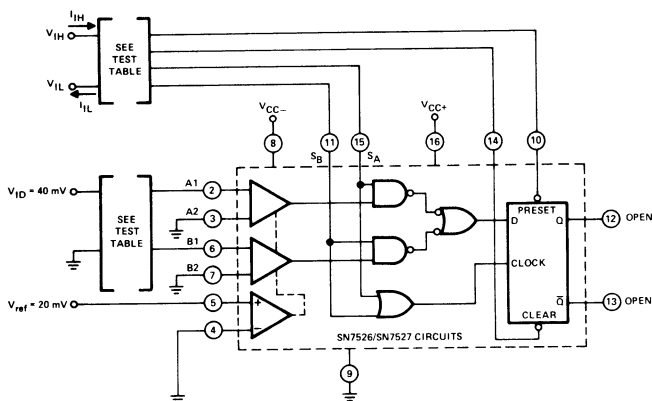 I_IH
V_IH
SEE
TEST
TABLE
V_IL
I_IL
V_CC−
V_CC+
8
11
15
16
14
10
S_B
S_A
V_ID = 40 mV
SEE
TEST
TABLE
A1
2
A2
3
B1
6
B2
7
V_ref = 20 mV
5
+
4
−
PRESET
D
Q
12
OPEN
CLOCK
Q̄
13
OPEN
CLEAR
SN7526/SN7527 CIRCUITS
9